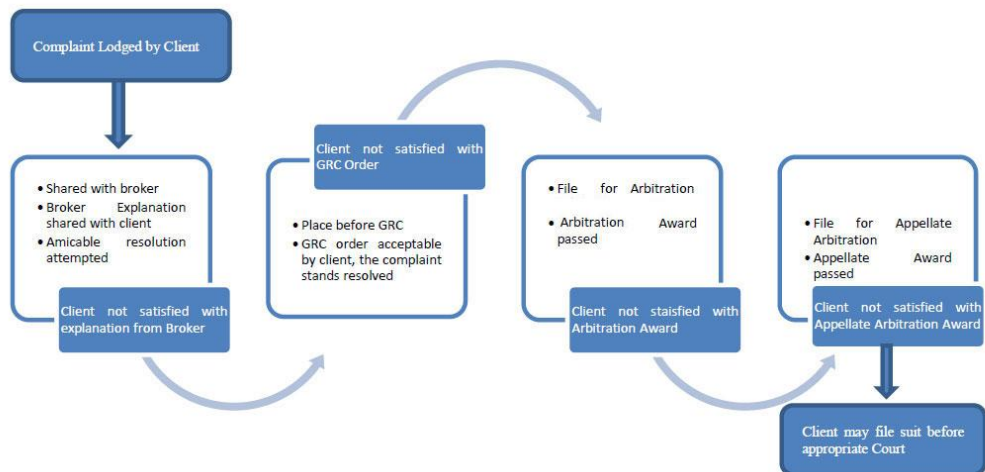 Complaint Lodged by Client
• Shared with broker
• Broker Explanation
shared with client
• Amicable resolution
attempted
Client not satisfied with
explanation from Broker
Client not satisfied with
GRC Order
• Place before GRC
• GRC order acceptable
by client, the complaint
stands resolved
• File for Arbitration
• Arbitration Award
passed
Client not staisfied with
Arbitration Award
• File for Appellate
Arbitration
• Appellate Award
passed
Client not satisfied with
Appellate Arbitration Award
Client may file suit before
appropriate Court